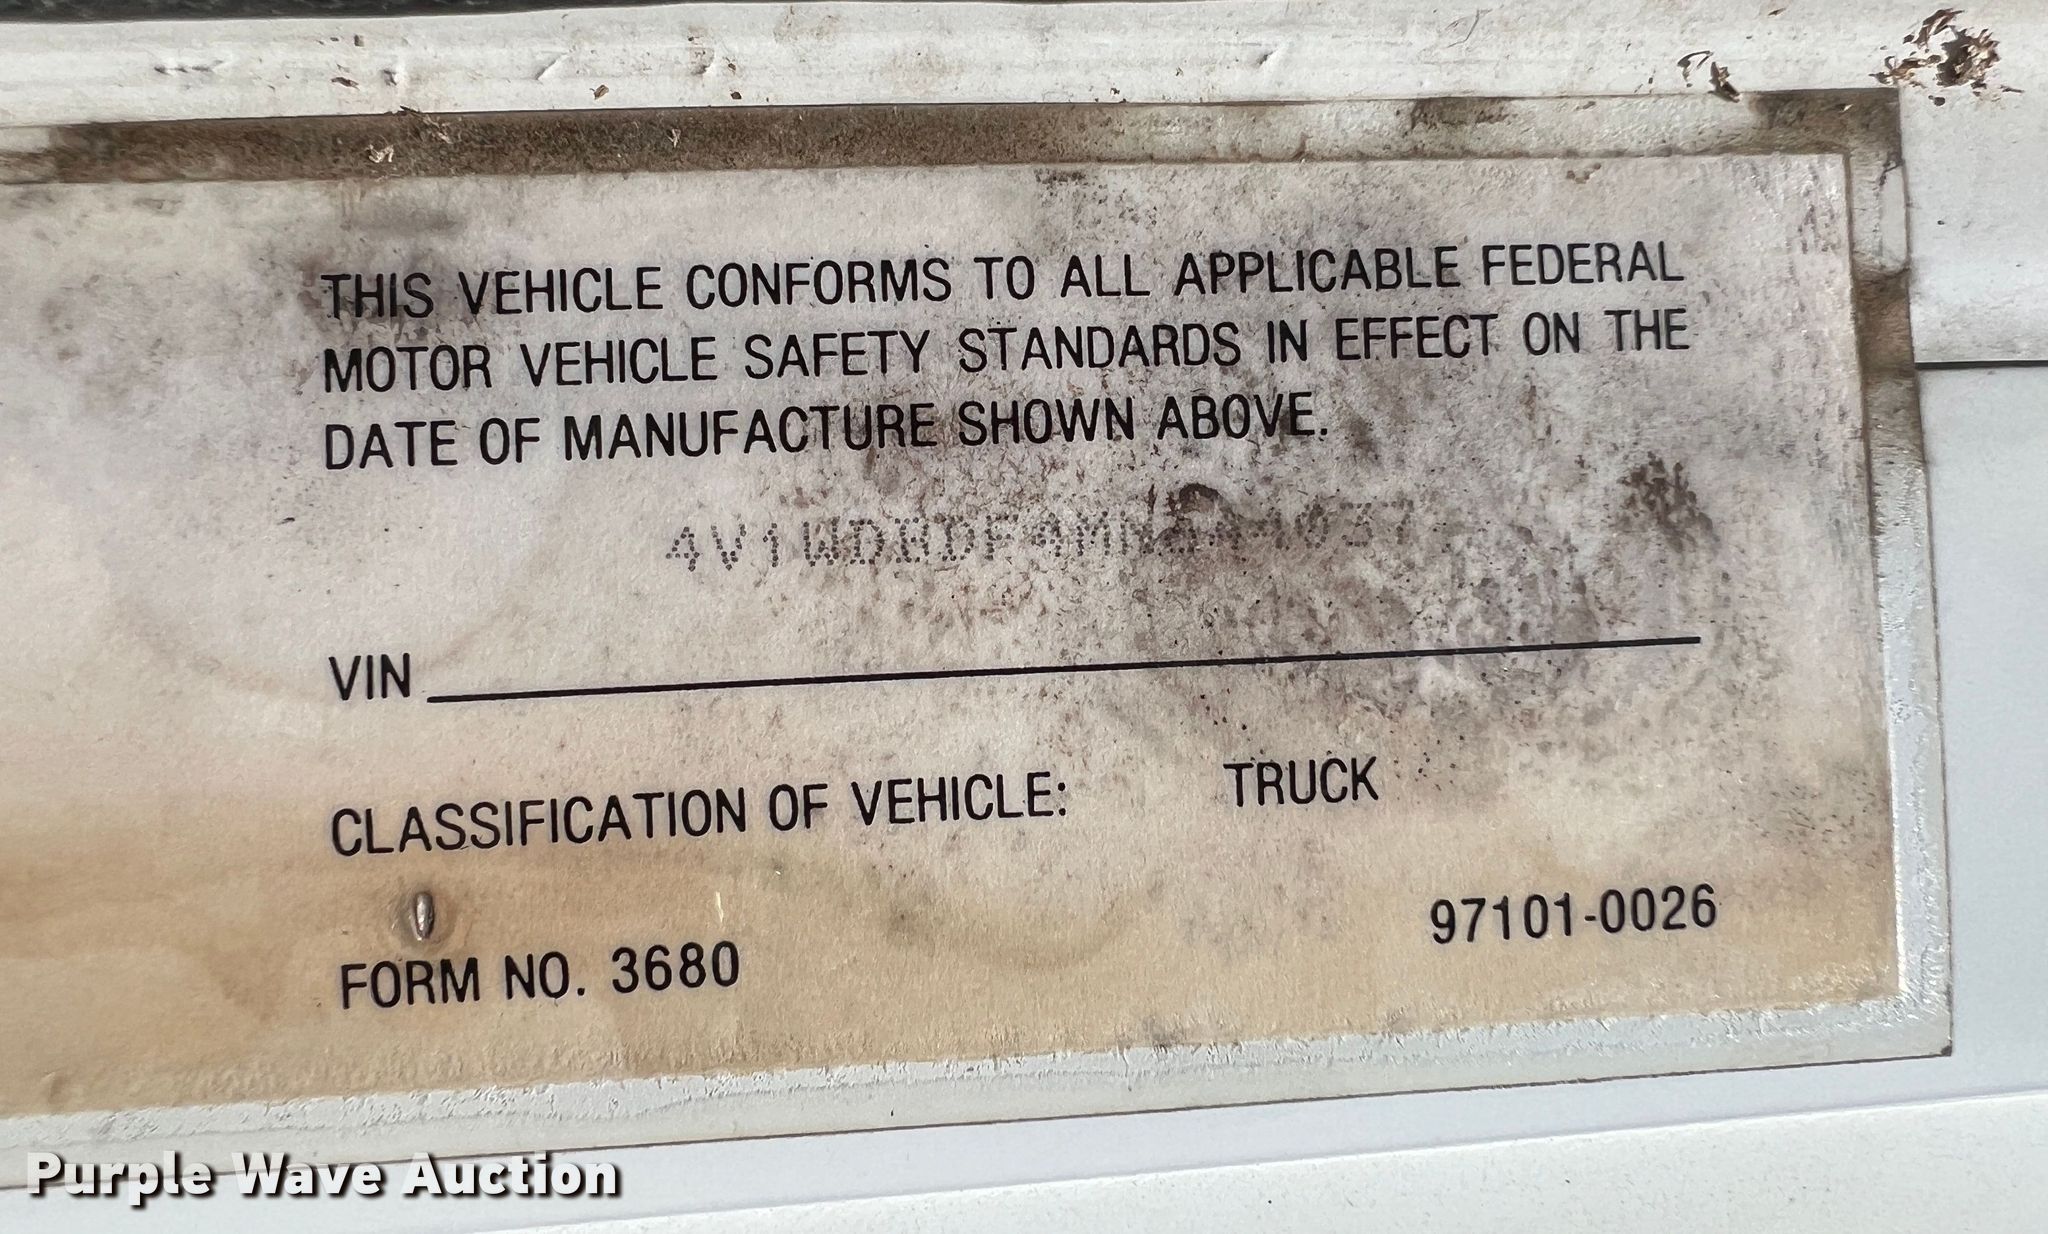 THIS VEHICLE CONFORMS TO ALL APPLICABLE FEDERAL
MOTOR VEHICLE SAFETY STANDARDS IN EFFECT ON THE
DATE OF MANUFACTURE SHOWN ABOVE.
VIN
CLASSIFICATION OF VEHICLE: TRUCK
97101-0026
FORM NO. 3680
Purple Wave Auction